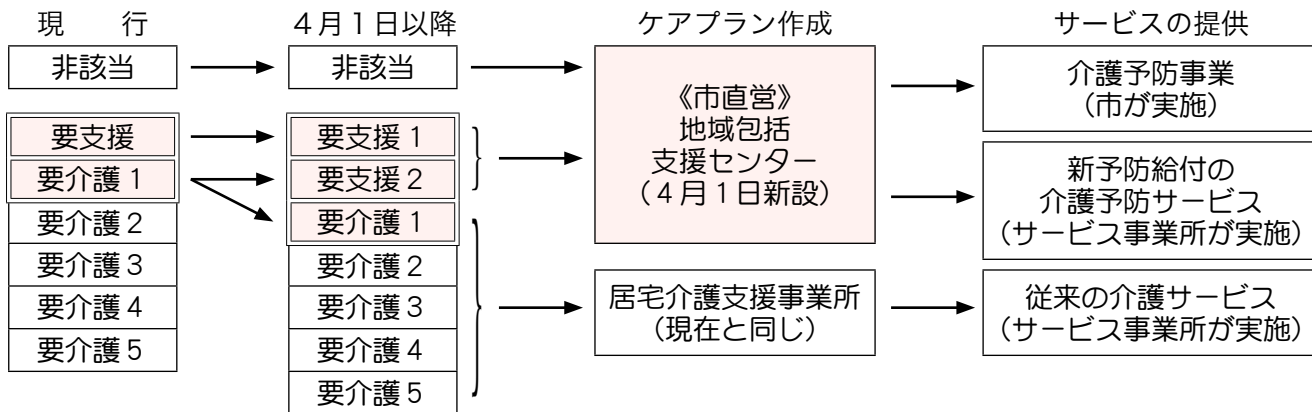 現　　行
非該当
要支援
要介護１
要介護２
要介護３
要介護４
要介護５
４月１日以降
非該当
要支援１
要支援２
要介護１
要介護２
要介護３
要介護４
要介護５
ケアプラン作成
《市直営》
地域包括
支援センター
（４月１日新設）
居宅介護支援事業所
（現在と同じ）
サービスの提供
介護予防事業
（市が実施）
新予防給付の
介護予防サービス
（サービス事業所が実施）
従来の介護サービス
（サービス事業所が実施）